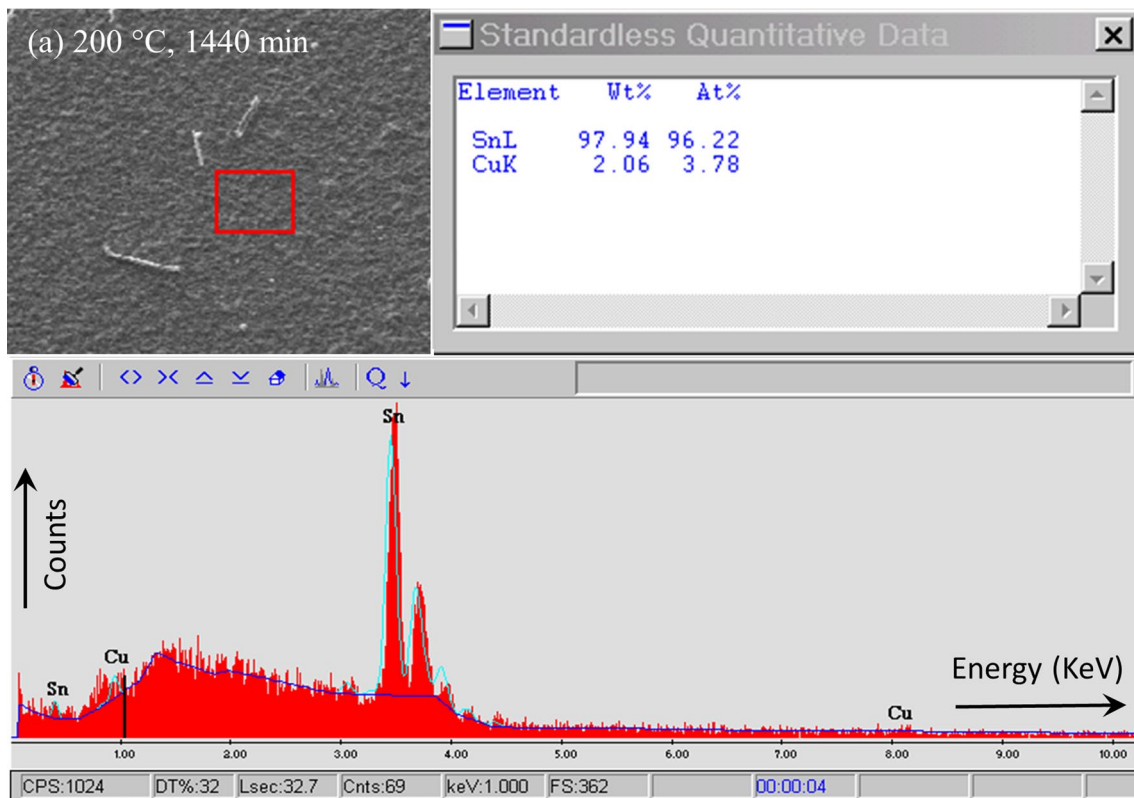 (a) 200 °C, 1440 min
Standardless Quantitative Data
Element Wt% At%
SnL 97.94 96.22
CuK 2.06 3.78
Q
Sn
Counts
Cu
Sn
Energy (KeV)
Cu
1.00 2.00 3.00 4.00 5.00 6.00 7.00 8.00 9.00 10.00
CPS:1024 DT%:32 Lsec:32.7 Cnts:69 keV:1.000 FS:362 00:00:04